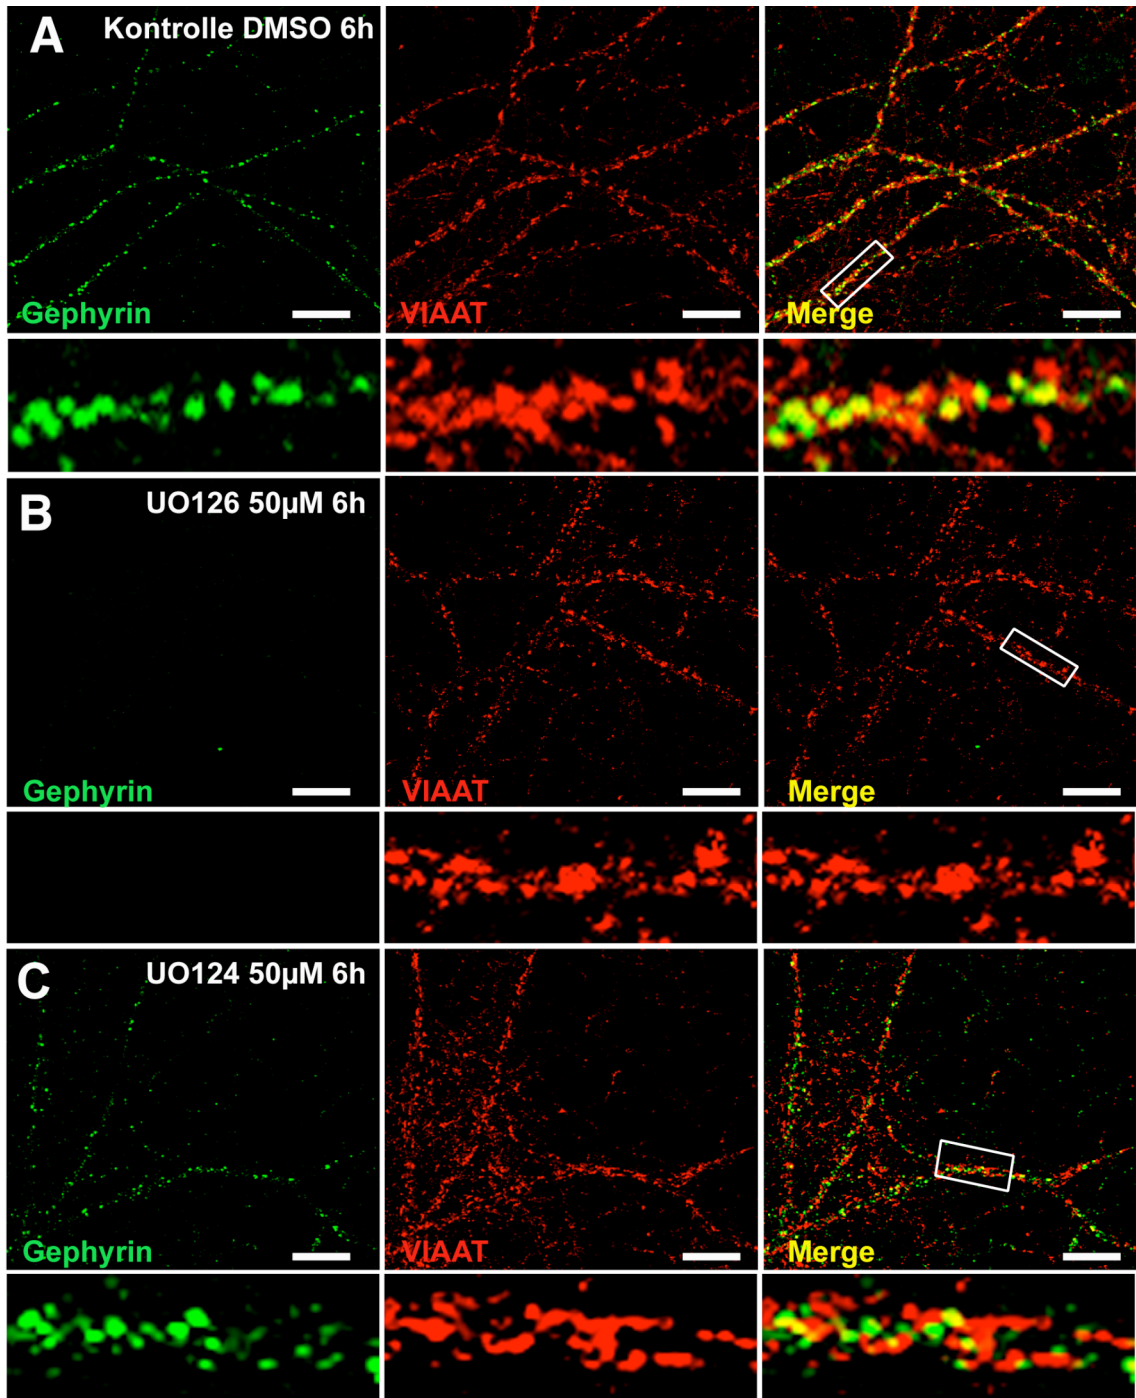 A
Kontrolle DMSO 6h
Gephyrin
VIAAT
Merge
B
UO126 50µM 6h
Gephyrin
VIAAT
Merge
C
UO124 50µM 6h
Gephyrin
VIAAT
Merge